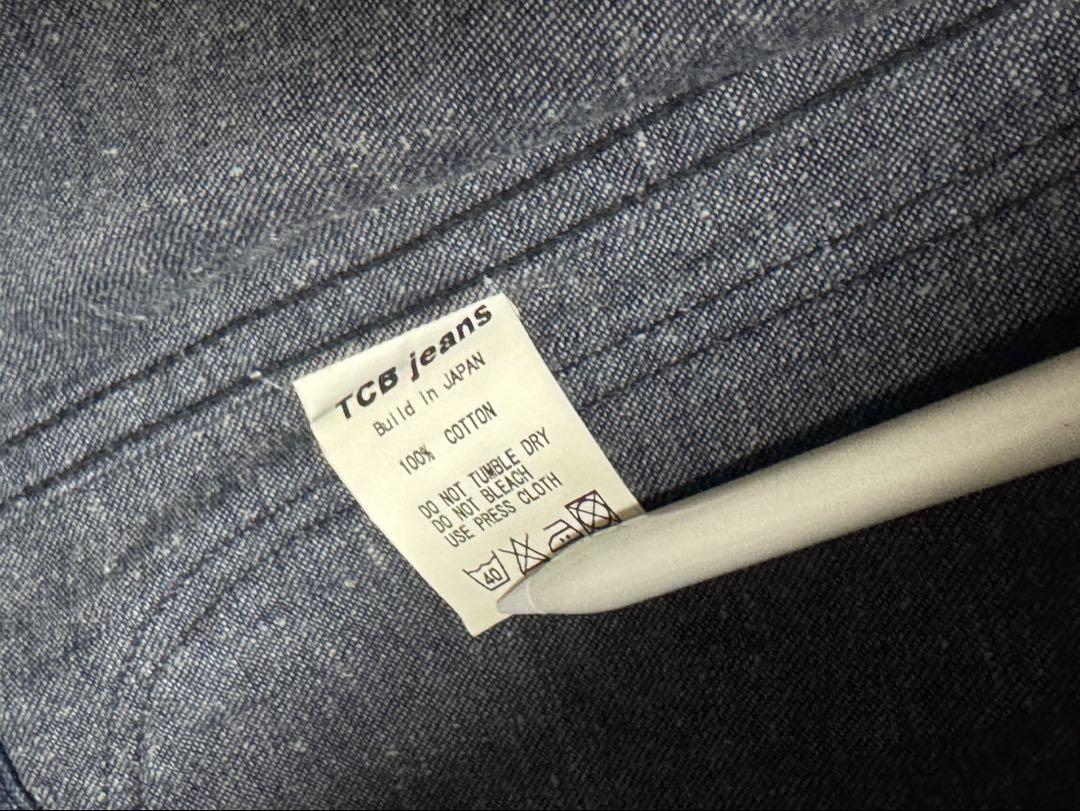 TCB jeans
Build in JAPAN
100% COTTON
DO NOT TUMBLE DRY
DO NOT BLEACH
USE PRESS CLOTH
40